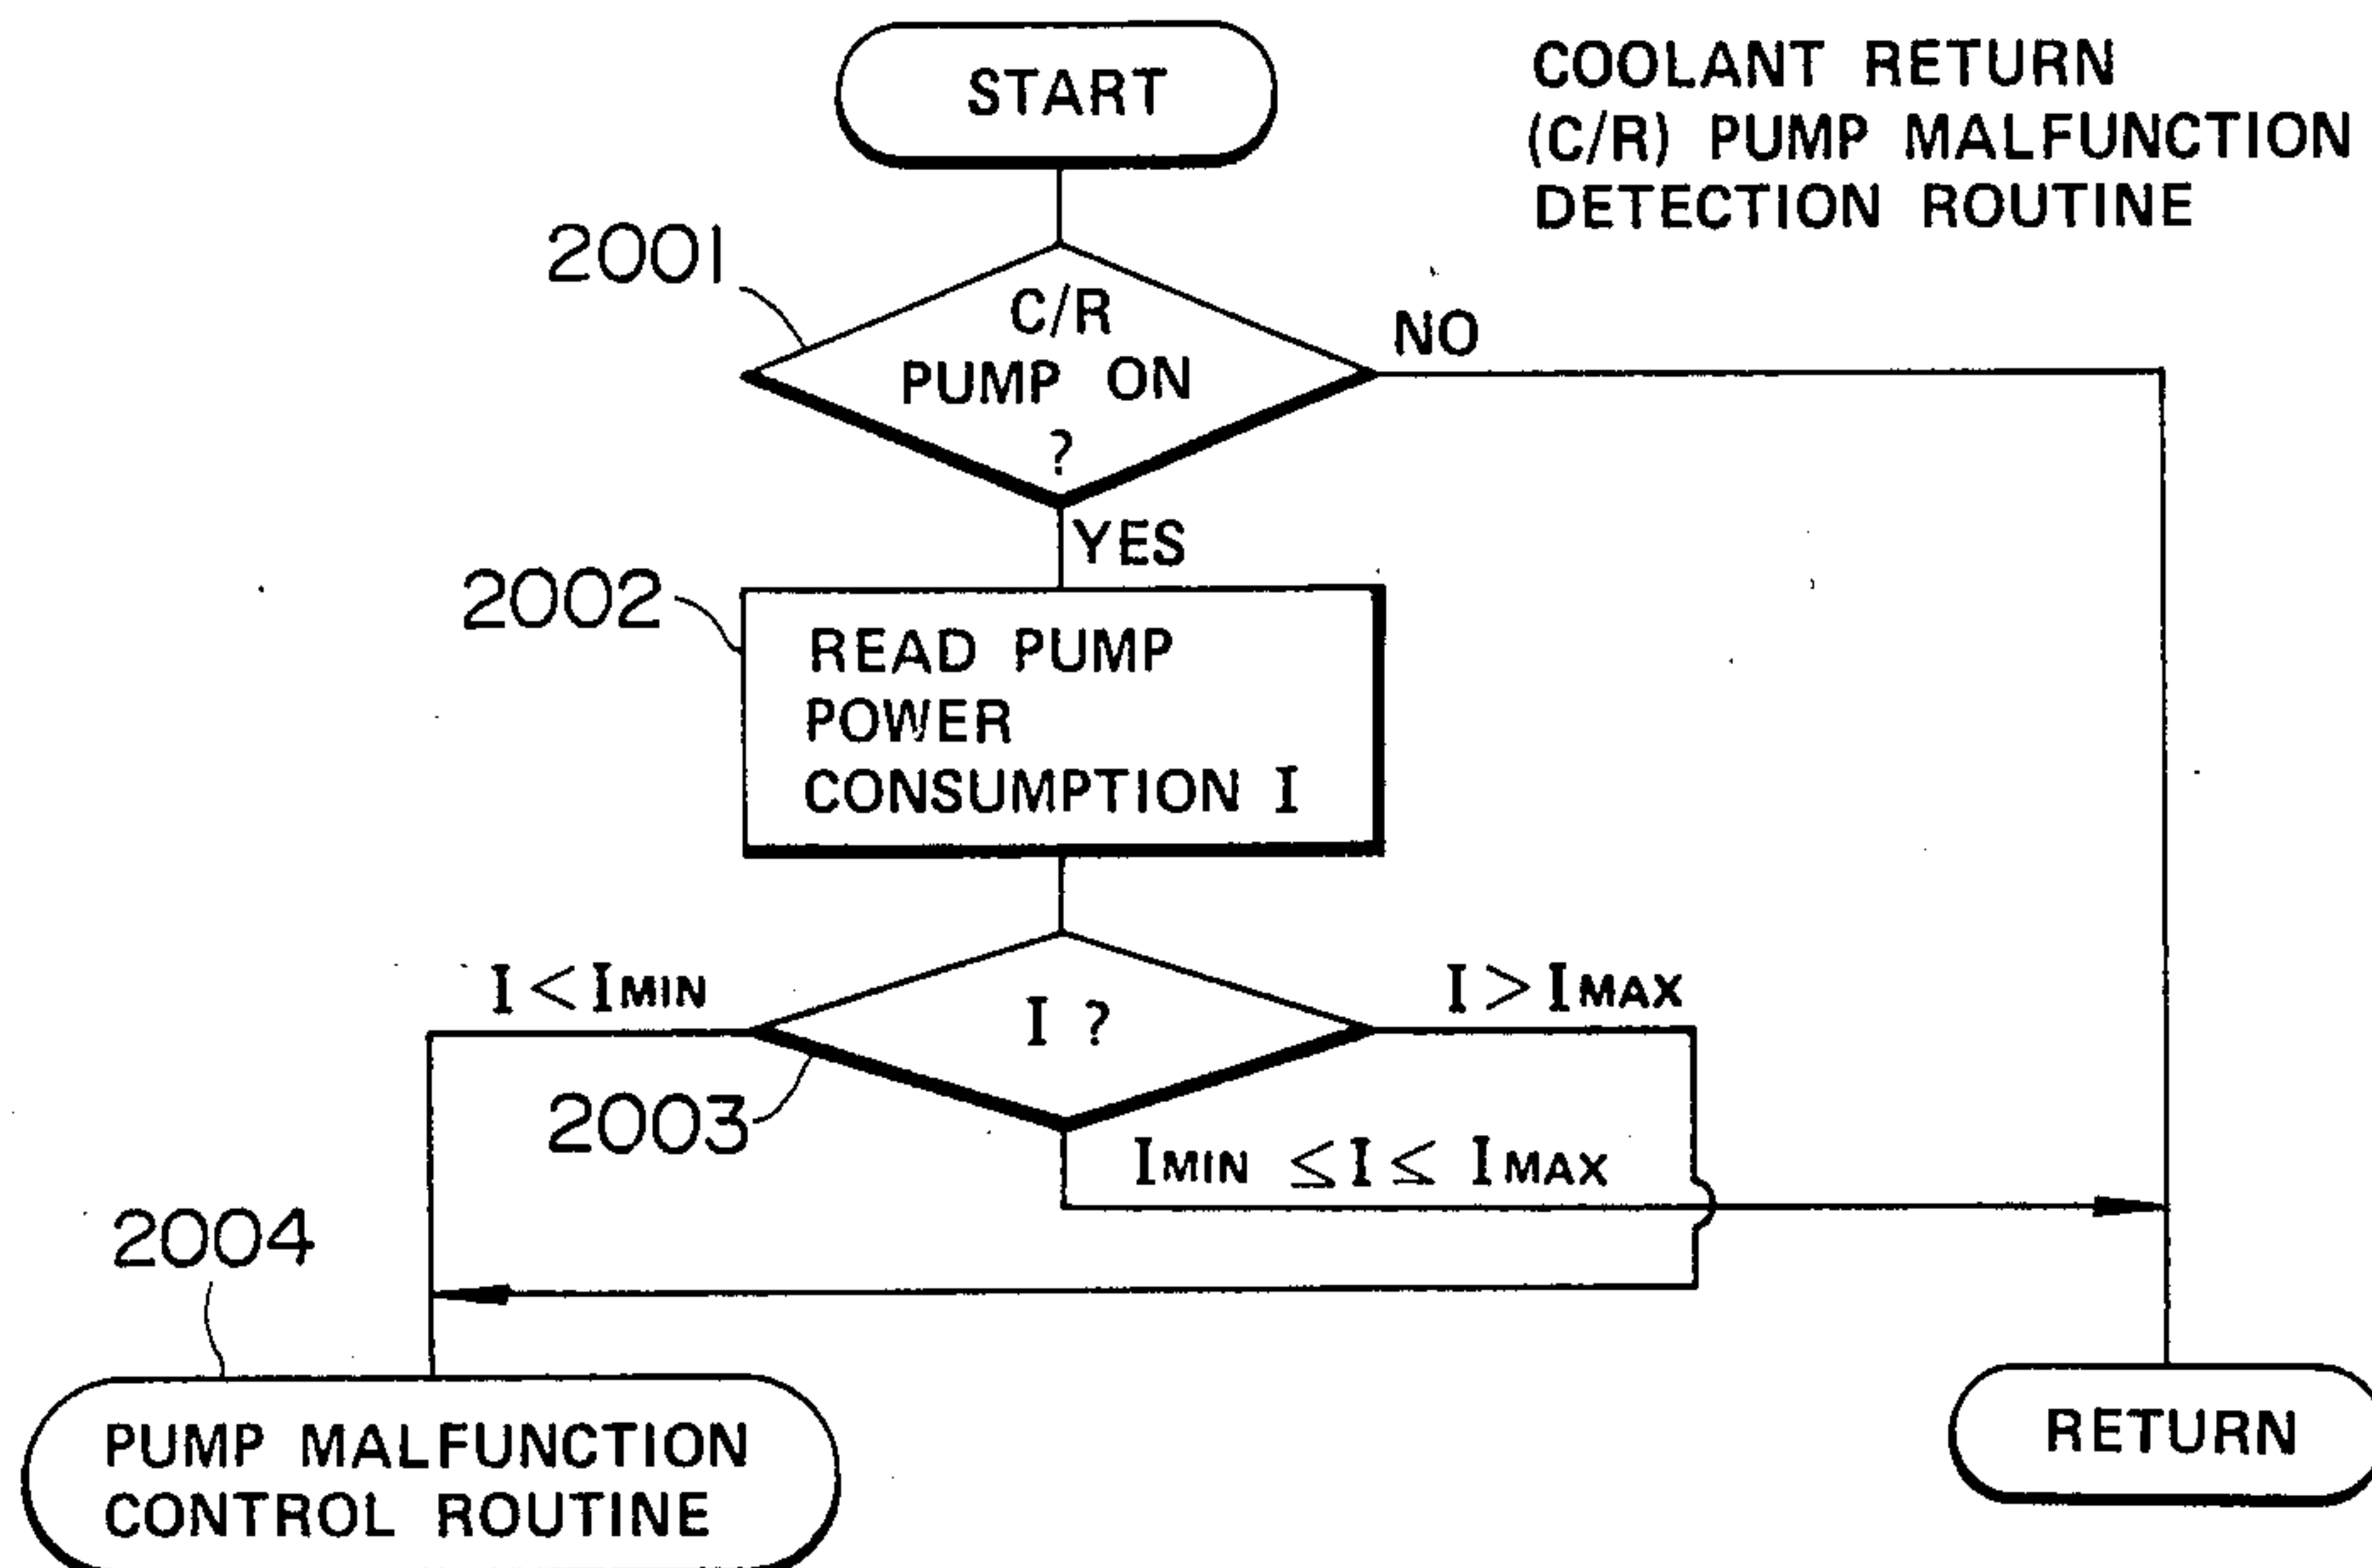 START
COOLANT RETURN
(C/R) PUMP MALFUNCTION
DETECTION ROUTINE
2001
C/R
PUMP ON
?
NO
YES
2002
READ PUMP
POWER
CONSUMPTION I
I < IMIN
I ?
I > IMAX
2003
IMIN ≤ I ≤ IMAX
2004
PUMP MALFUNCTION
CONTROL ROUTINE
RETURN